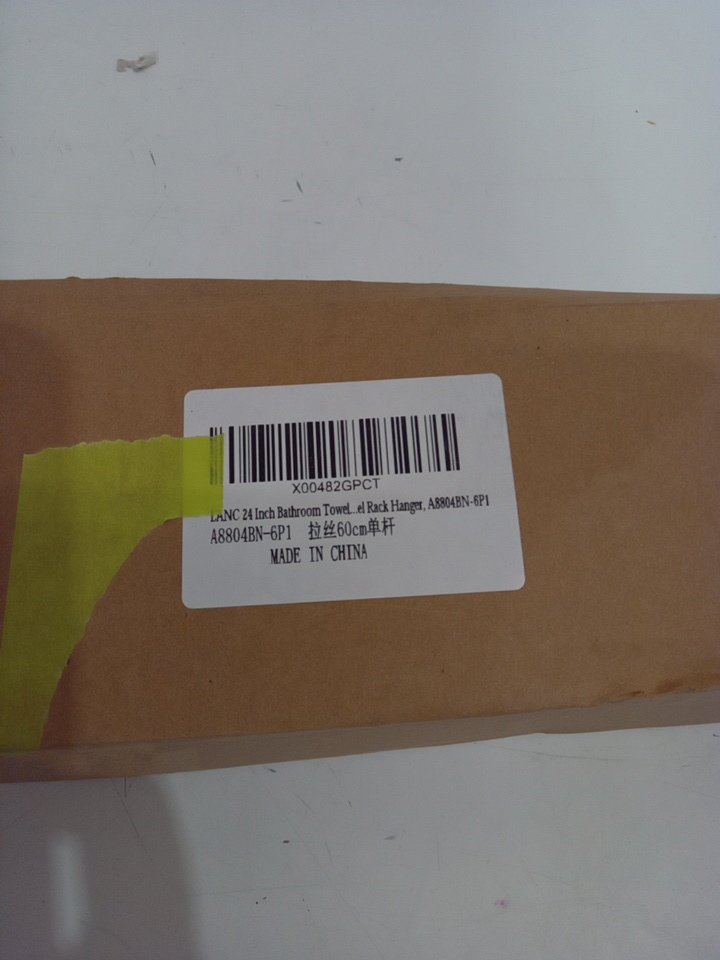 X00482GPCT
LANC 24 Inch Bathroom Towel...el Rack Hanger, A8804BN-6P1
A8804BN-6P1 拉丝60cm单杆
MADE IN CHINA